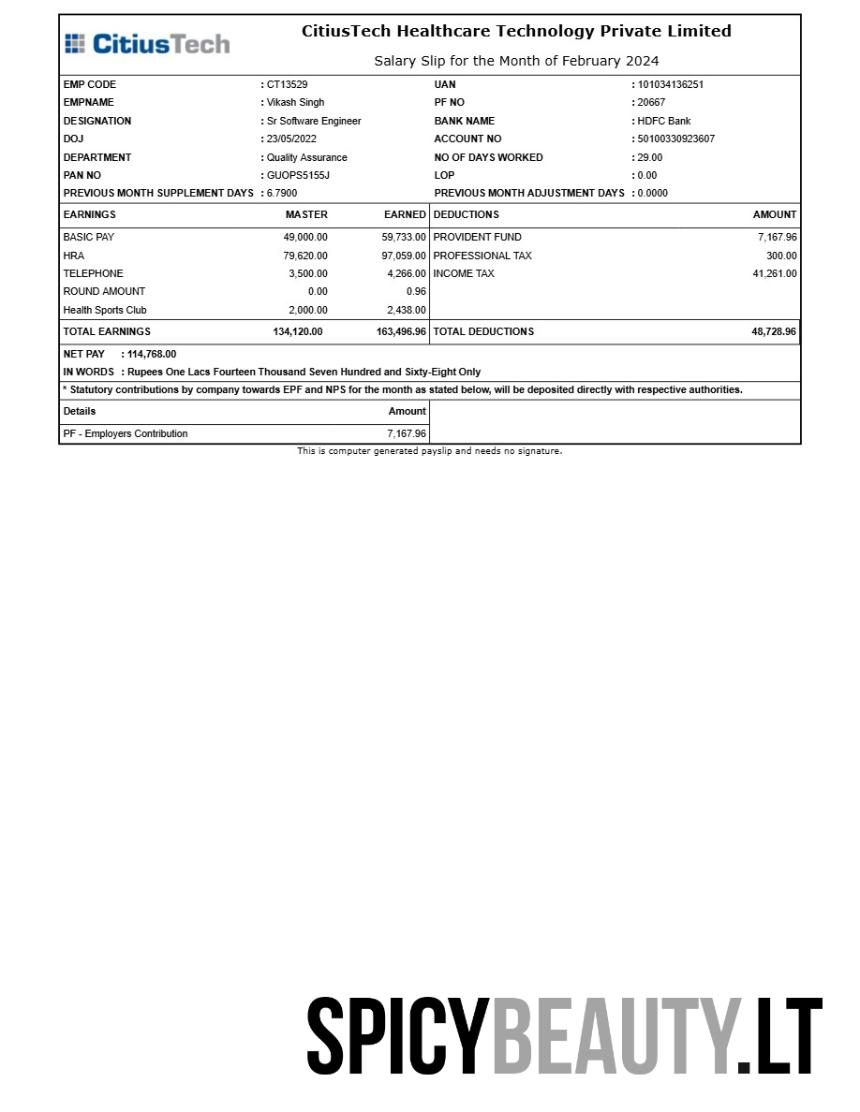 CitiusTech
CitiusTech Healthcare Technology Private Limited
Salary Slip for the Month of February 2024
EMP CODE : CT13529 UAN : 101034136251
EMPNAME : Vikash Singh PF NO : 20667
DESIGNATION : Sr Software Engineer BANK NAME : HDFC Bank
DOJ : 23/05/2022 ACCOUNT NO : 50100330923607
DEPARTMENT : Quality Assurance NO OF DAYS WORKED : 29.00
PAN NO : GUOPS5155J LOP : 0.00
PREVIOUS MONTH SUPPLEMENT DAYS : 6.7900 PREVIOUS MONTH ADJUSTMENT DAYS : 0.0000
EARNINGS MASTER EARNED DEDUCTIONS AMOUNT
BASIC PAY 49,000.00 59,733.00 PROVIDENT FUND 7,167.96
HRA 79,620.00 97,059.00 PROFESSIONAL TAX 300.00
TELEPHONE 3,500.00 4,266.00 INCOME TAX 41,261.00
ROUND AMOUNT 0.00 0.96
Health Sports Club 2,000.00 2,438.00
TOTAL EARNINGS 134,120.00 163,496.96 TOTAL DEDUCTIONS 48,728.96
NET PAY : 114,768.00
IN WORDS : Rupees One Lacs Fourteen Thousand Seven Hundred and Sixty-Eight Only
* Statutory contributions by company towards EPF and NPS for the month as stated below, will be deposited directly with respective authorities.
Details Amount
PF - Employers Contribution 7,167.96
This is computer generated payslip and needs no signature.
SPICYBEAUTY.LT